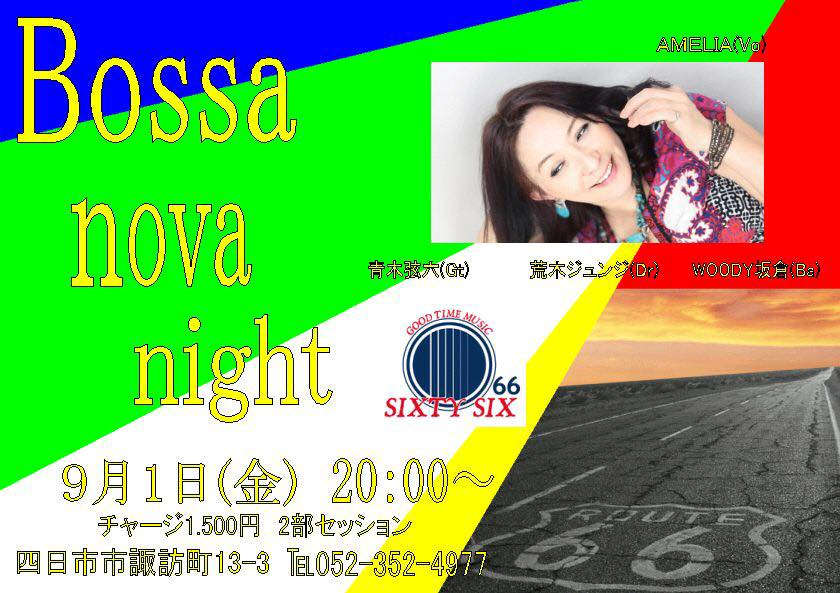 Bossa
nova
night
AMELIA(Vo)
青木弦六(Gt) 荒木ジュンジ(Dr) WOODY坂倉(Ba)
GOOD TIME MUSIC
66
SIXTY SIX
9月1日(金) 20:00~
チャージ1.500円 2部セッション
四日市市諏訪町13-3 ℡052-352-4977
ROUTE
66